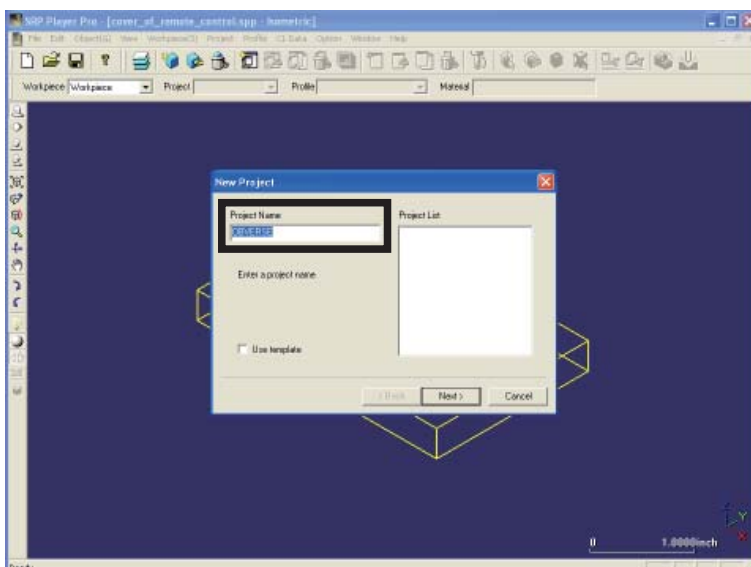 SRP Player Pro - [cover_of_remote_control.spp - Isometric]
File Edit Object(G) View Workpiece(S) Project Profile CL Data Option Window Help
Workpiece Workpiece Project Profile Material
New Project
Project Name
OBVERSE
Project List
Enter a project name
Use template
< Back Next > Cancel
Y
X
0 1.0000inch
Ready